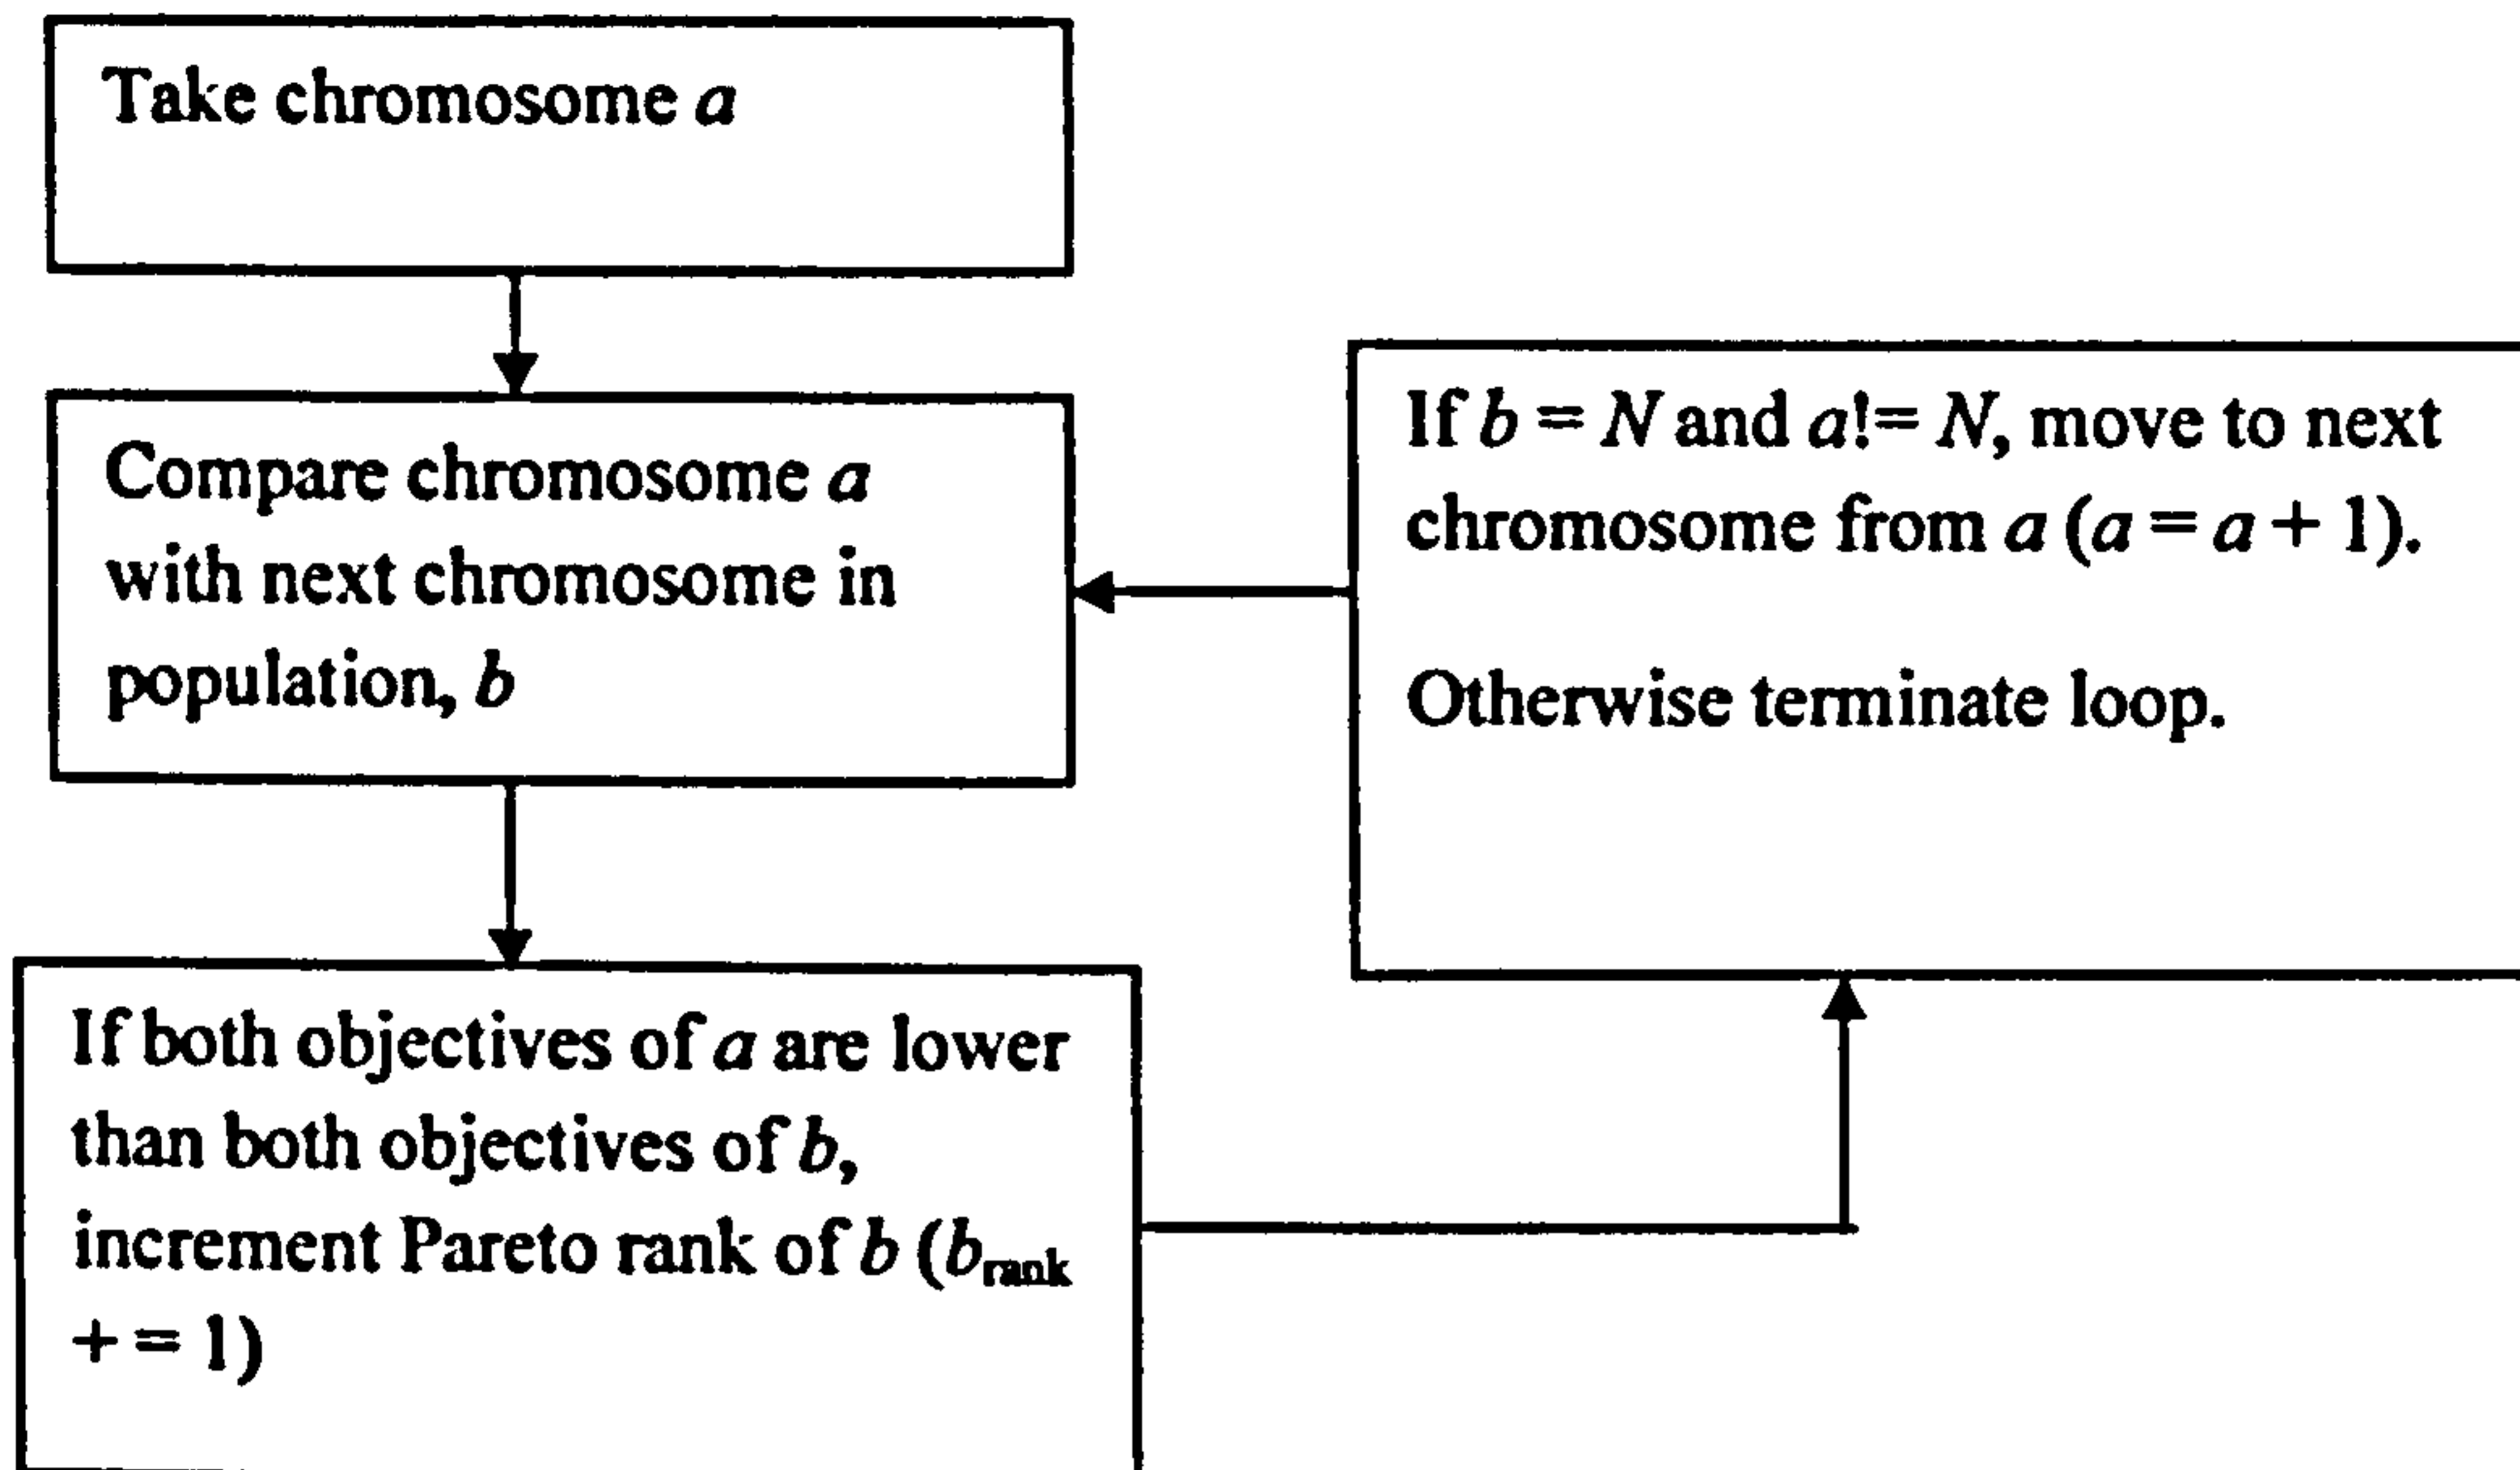 Take chromosome a
Compare chromosome a
with next chromosome in
population, b
If both objectives of a are lower
than both objectives of b,
increment Pareto rank of b (b_rank
+ = 1)
If b = N and a!= N, move to next
chromosome from a (a = a + 1).
Otherwise terminate loop.